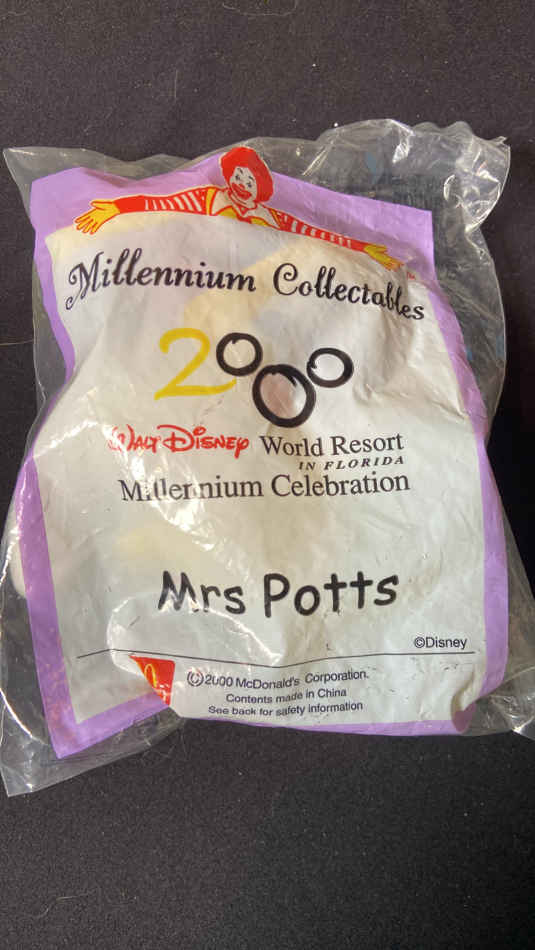 Millennium Collectables
2000
Walt Disney World Resort
IN FLORIDA
Millennium Celebration
Mrs Potts
©Disney
©2000 McDonald's Corporation.
Contents made in China
See back for safety information